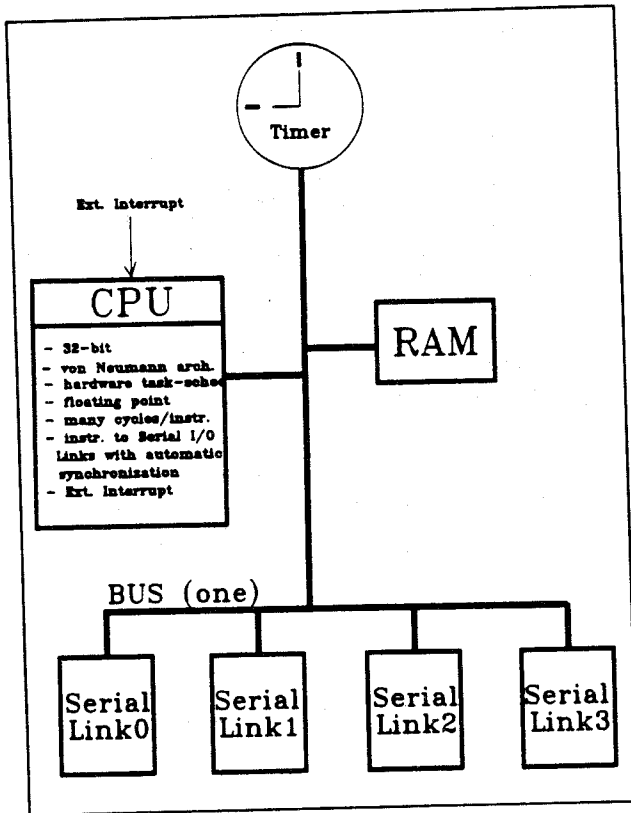 Timer
Ext. Interrupt
CPU
- 32-bit
- von Neumann arch.
- hardware task-sched
- floating point
- many cycles/instr.
- instr. to Serial I/O
Links with automatic
synchronization
- Ext. Interrupt
RAM
BUS (one)
Serial
Link0
Serial
Link1
Serial
Link2
Serial
Link3